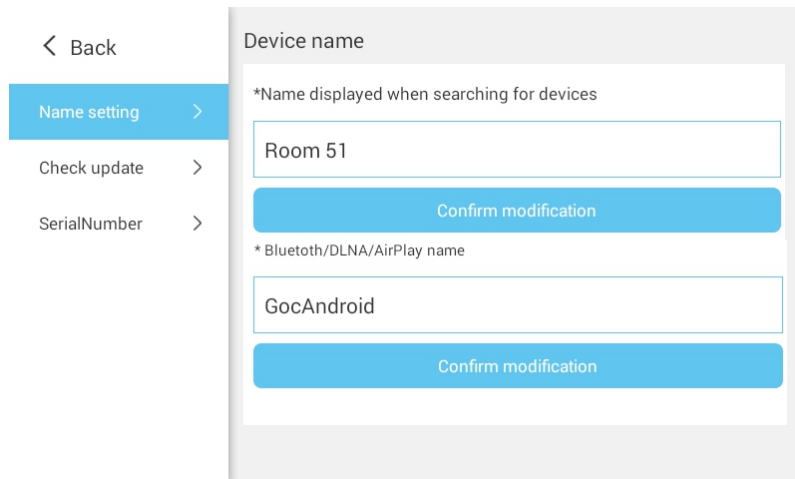 Back
Name setting
Check update
SerialNumber
Device name
*Name displayed when searching for devices
Room 51
Confirm modification
* Bluetoth/DLNA/AirPlay name
GocAndroid
Confirm modification